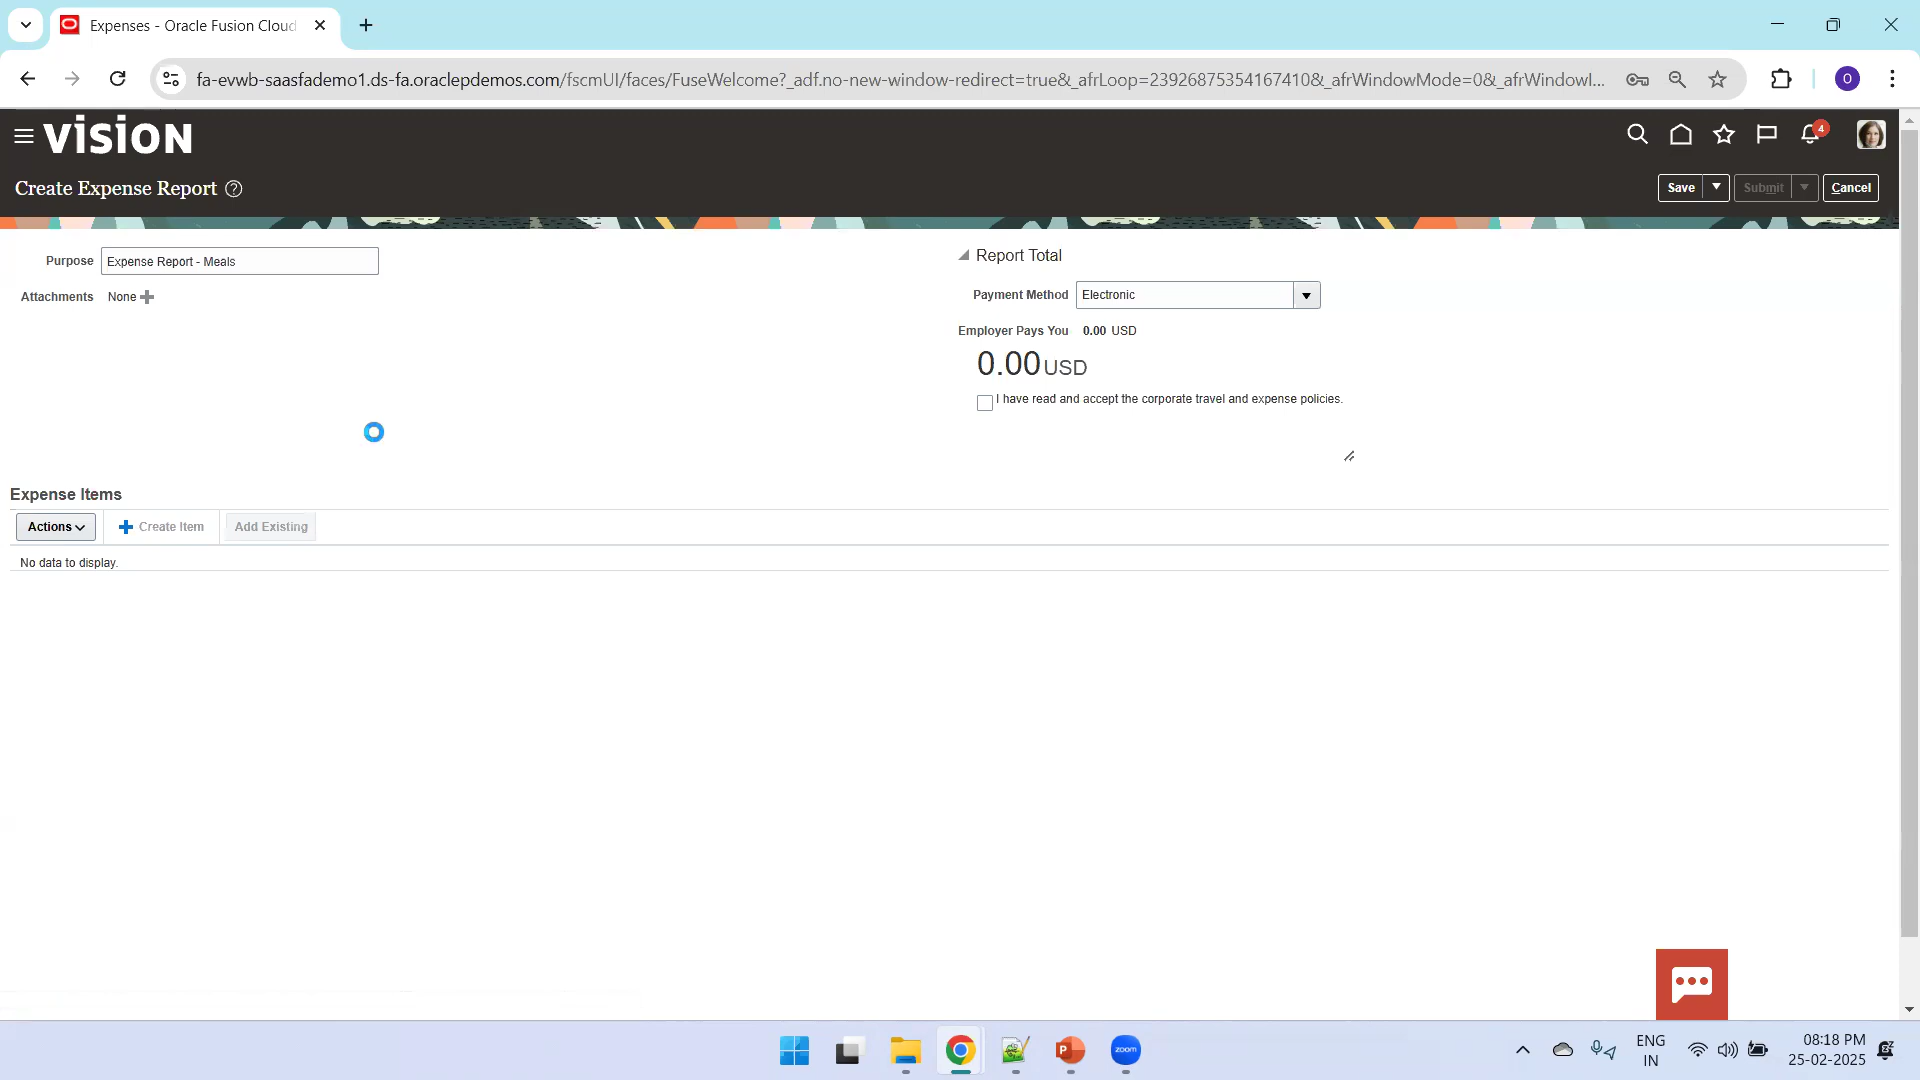 Expenses - Oracle Fusion Cloud
fa-evwb-saasfademo1.ds-fa.oraclepdemos.com/fscmUI/faces/FuseWelcome?_adf.no-new-window-redirect=true&_afrLoop=23926875354167410&_afrWindowMode=0&_afrWindowI...
O
vision
4
Create Expense Report ?
Save
Submit
Cancel
Purpose
Expense Report - Meals
Attachments None
Report Total
Payment Method
Electronic
Employer Pays You 0.00 USD
0.00 USD
I have read and accept the corporate travel and expense policies.
Expense Items
Actions
Create Item
Add Existing
No data to display.
P
zoom
ENG
IN
08:18 PM
25-02-2025